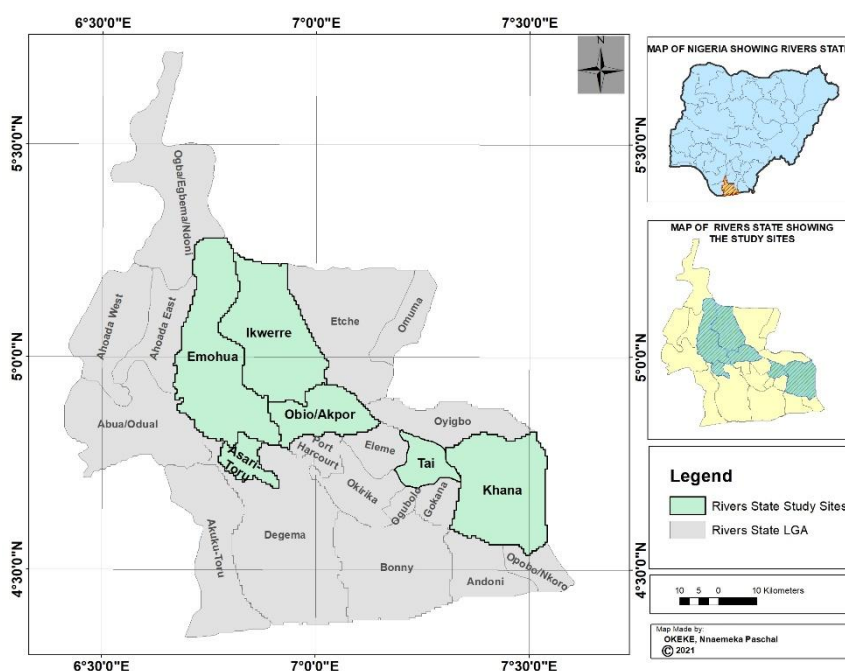 6°30'0"E
7°0'0"E
7°30'0"E
N
5°30'0"N
5°0'0"N
4°30'0"N
Ogba/Egbema/Ndoni
Ahoada West
Ahoada East
Ikwerre
Etche
Omuma
Emohua
Abua/Odual
Obio/Akpor
Oyigbo
Port
Harcourt
Eleme
Asari-
Toru
Tai
Khana
Okirika
Ogubolo
Gokana
Akuku-Toru
Degema
Bonny
Andoni
Opobo/Nkoro
6°30'0"E
7°0'0"E
7°30'0"E
MAP OF NIGERIA SHOWING RIVERS STATE
5°30'0"N
MAP OF RIVERS STATE SHOWING
THE STUDY SITES
5°0'0"N
Legend
Rivers State Study Sites
Rivers State LGA
4°30'0"N
10 5 0 10 Kilometers
Map Made by:
OKEKE, Nnaemeka Paschal
© 2021